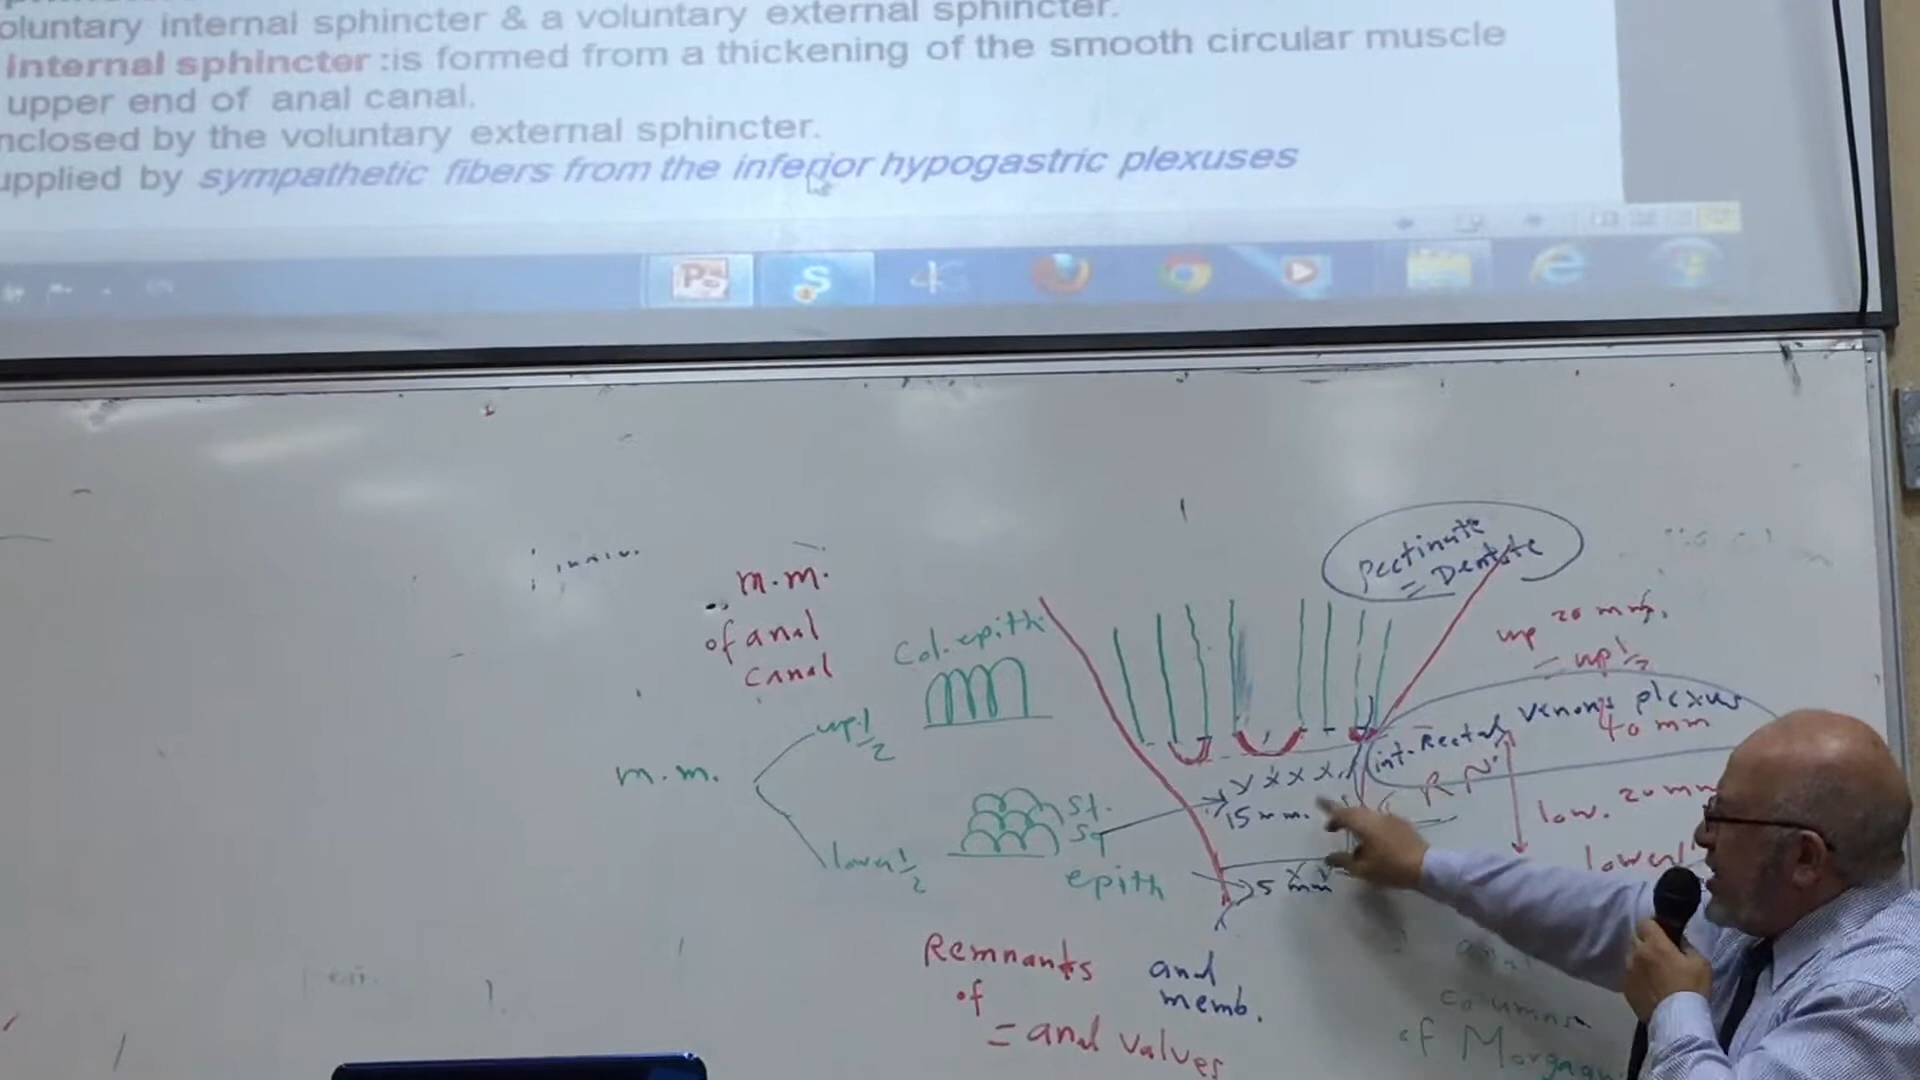 oluntary internal sphincter & a voluntary external sphincter.
internal sphincter :is formed from a thickening of the smooth circular muscle
upper end of anal canal.
nclosed by the voluntary external sphincter.
upplied by sympathetic fibers from the inferior hypogastric plexuses
EN
Pectinate
= Dentate
m.m.
of anal
canal
Col. epith
up 20 mm.
up 1/2
int. Rectal venous plexus
40 mm
up 1/2
m.m.
x x x
15 mm.
low. 20 mm
St.
Sq
epith
lower 1/2
lower
5 mm
Remnants
of
= anal valves
and
memb.
columns
of Morgagn